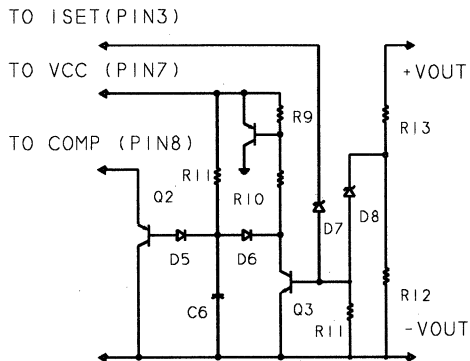 TO ISET(PIN3)
TO VCC (PIN7)
+VOUT
R9
R13
TO COMP (PIN8)
Q2
R11
R10
D7
D8
D5
D6
C6
Q3
R11
R12
-VOUT